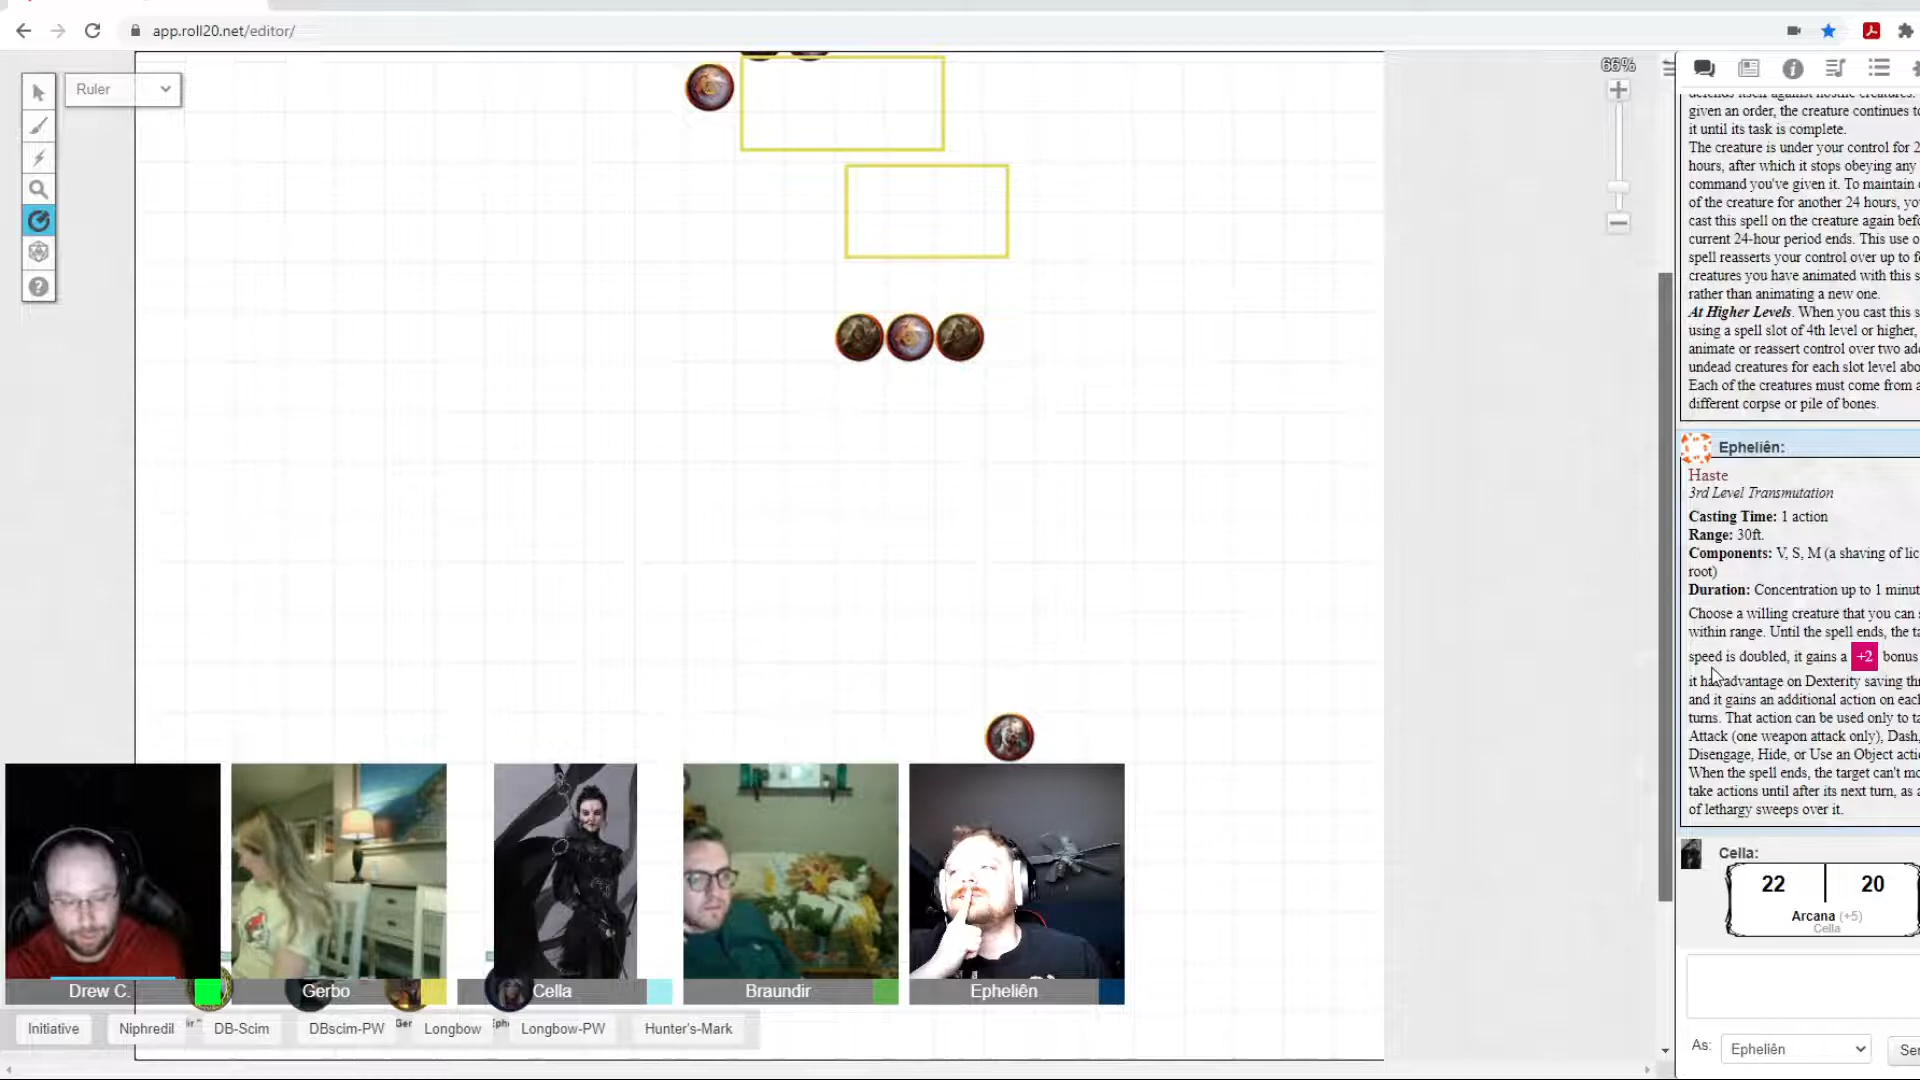 app.roll20.net/editor/
Ruler
66%
given an order, the creature continues to
it until its task is complete.
The creature is under your control for 2
hours, after which it stops obeying any
command you've given it. To maintain
of the creature for another 24 hours, yo
cast this spell on the creature again befo
current 24-hour period ends. This use o
spell reasserts your control over up to f
creatures you have animated with this s
rather than animating a new one.
At Higher Levels. When you cast this s
using a spell slot of 4th level or higher,
animate or reassert control over two ad
undead creatures for each slot level abo
Each of the creatures must come from a
different corpse or pile of bones.
Epheliên:
Haste
3rd Level Transmutation
Casting Time: 1 action
Range: 30ft.
Components: V, S, M (a shaving of lic
root)
Duration: Concentration up to 1 minut
Choose a willing creature that you can s
within range. Until the spell ends, the ta
speed is doubled, it gains a +2 bonus
it has advantage on Dexterity saving thr
and it gains an additional action on eac
turns. That action can be used only to ta
Attack (one weapon attack only), Dash,
Disengage, Hide, or Use an Object acti
When the spell ends, the target can't mo
take actions until after its next turn, as a
of lethargy sweeps over it.
Cella:
22 20
Arcana (+5)
Cella
Drew C.
Gerbo
Cella
Braundir
Epheliên
Initiative
Niphredil
DB-Scim
DBscim-PW
Ger
Longbow
Longbow-PW
Hunter's-Mark
As: Epheliên
Se